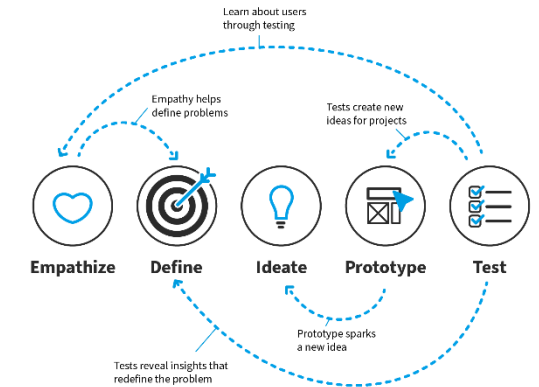 Learn about users
through testing
Empathy helps
define problems
Tests create new
ideas for projects
Empathize
Define
Ideate
Prototype
Test
Prototype sparks
a new idea
Tests reveal insights that
redefine the problem